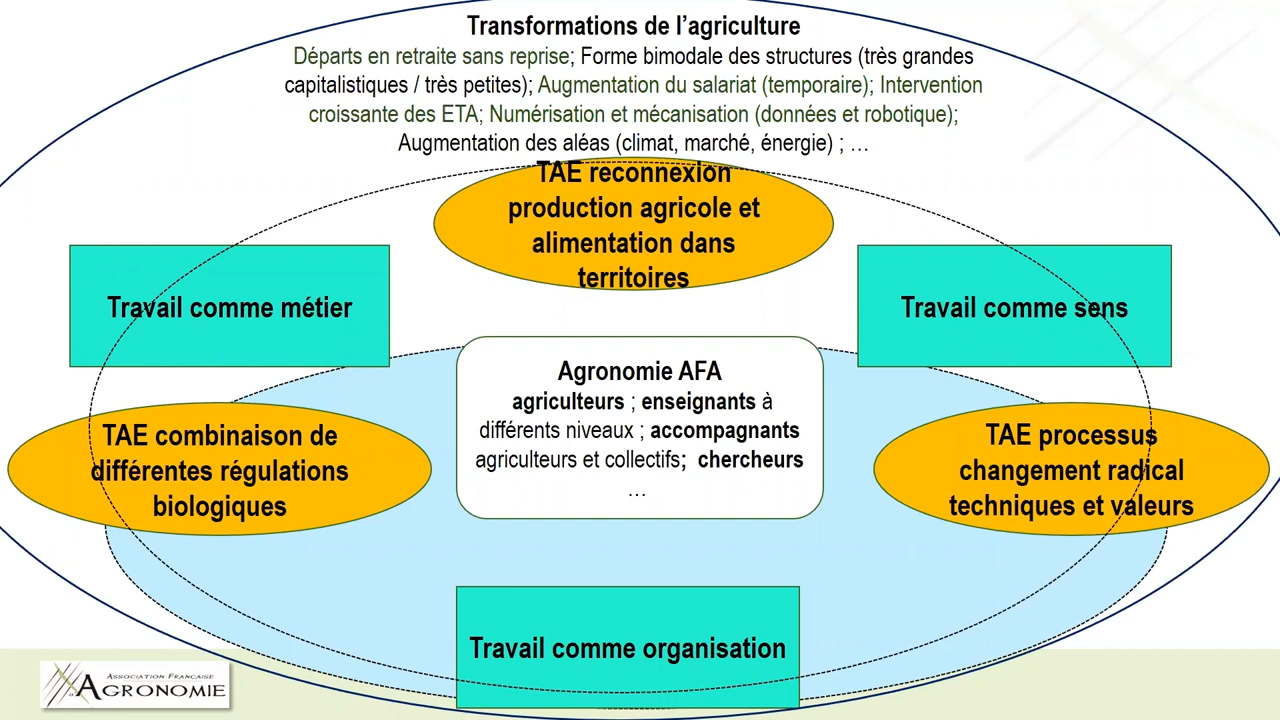 Transformations de l’agriculture
Départs en retraite sans reprise; Forme bimodale des structures (très grandes
capitalistiques / très petites); Augmentation du salariat (temporaire); Intervention
croissante des ETA; Numérisation et mécanisation (données et robotique);
Augmentation des aléas (climat, marché, énergie) ; …
TAE reconnexion
production agricole et
alimentation dans
territoires
Travail comme métier
Travail comme sens
Agronomie AFA
agriculteurs ; enseignants à
différents niveaux ; accompagnants
agriculteurs et collectifs; chercheurs
…
TAE combinaison de
différentes régulations
biologiques
TAE processus
changement radical
techniques et valeurs
Travail comme organisation
Association Française
Agronomie